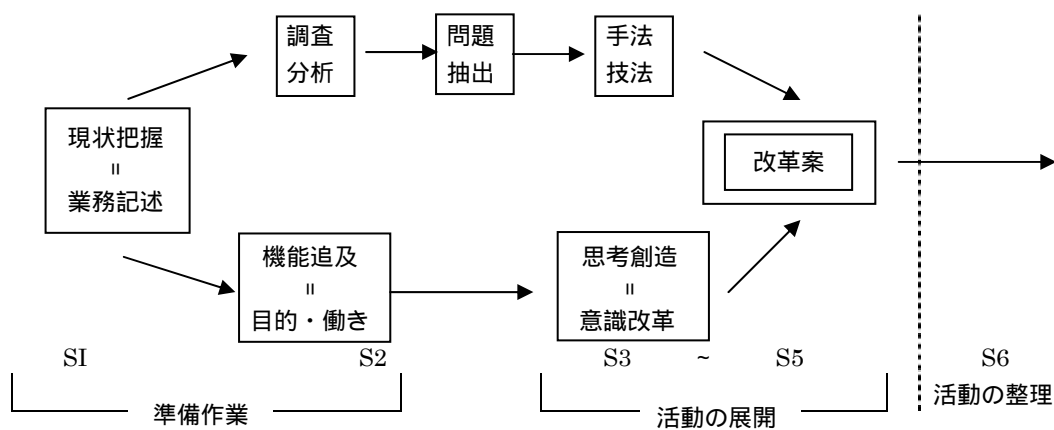 調査
分析
問題
抽出
手法
技法
現状把握
=
業務記述
改革案
機能追及
=
目的・働き
思考創造
=
意識改革
SI
S2
S3 ~ S5
S6
準備作業
活動の展開
活動の整理